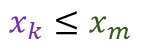 𝑥ₖ ≤ 𝑥ₘ